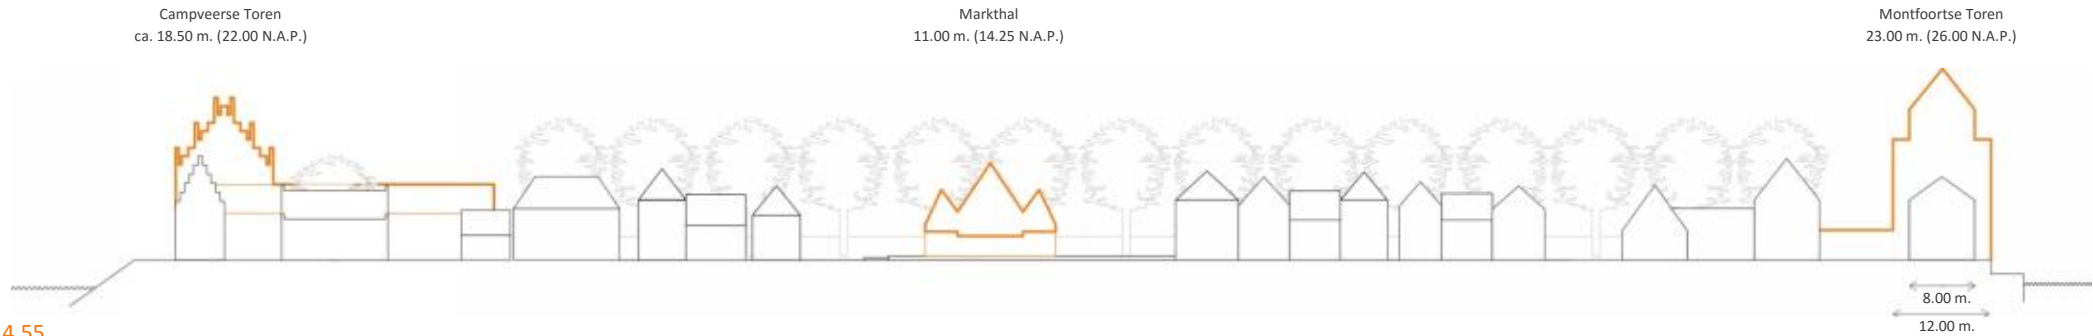 Campveerse Toren
ca. 18.50 m. (22.00 N.A.P.)
Markthal
11.00 m. (14.25 N.A.P.)
Montfoortse Toren
23.00 m. (26.00 N.A.P.)
8.00 m.
12.00 m.
4.55